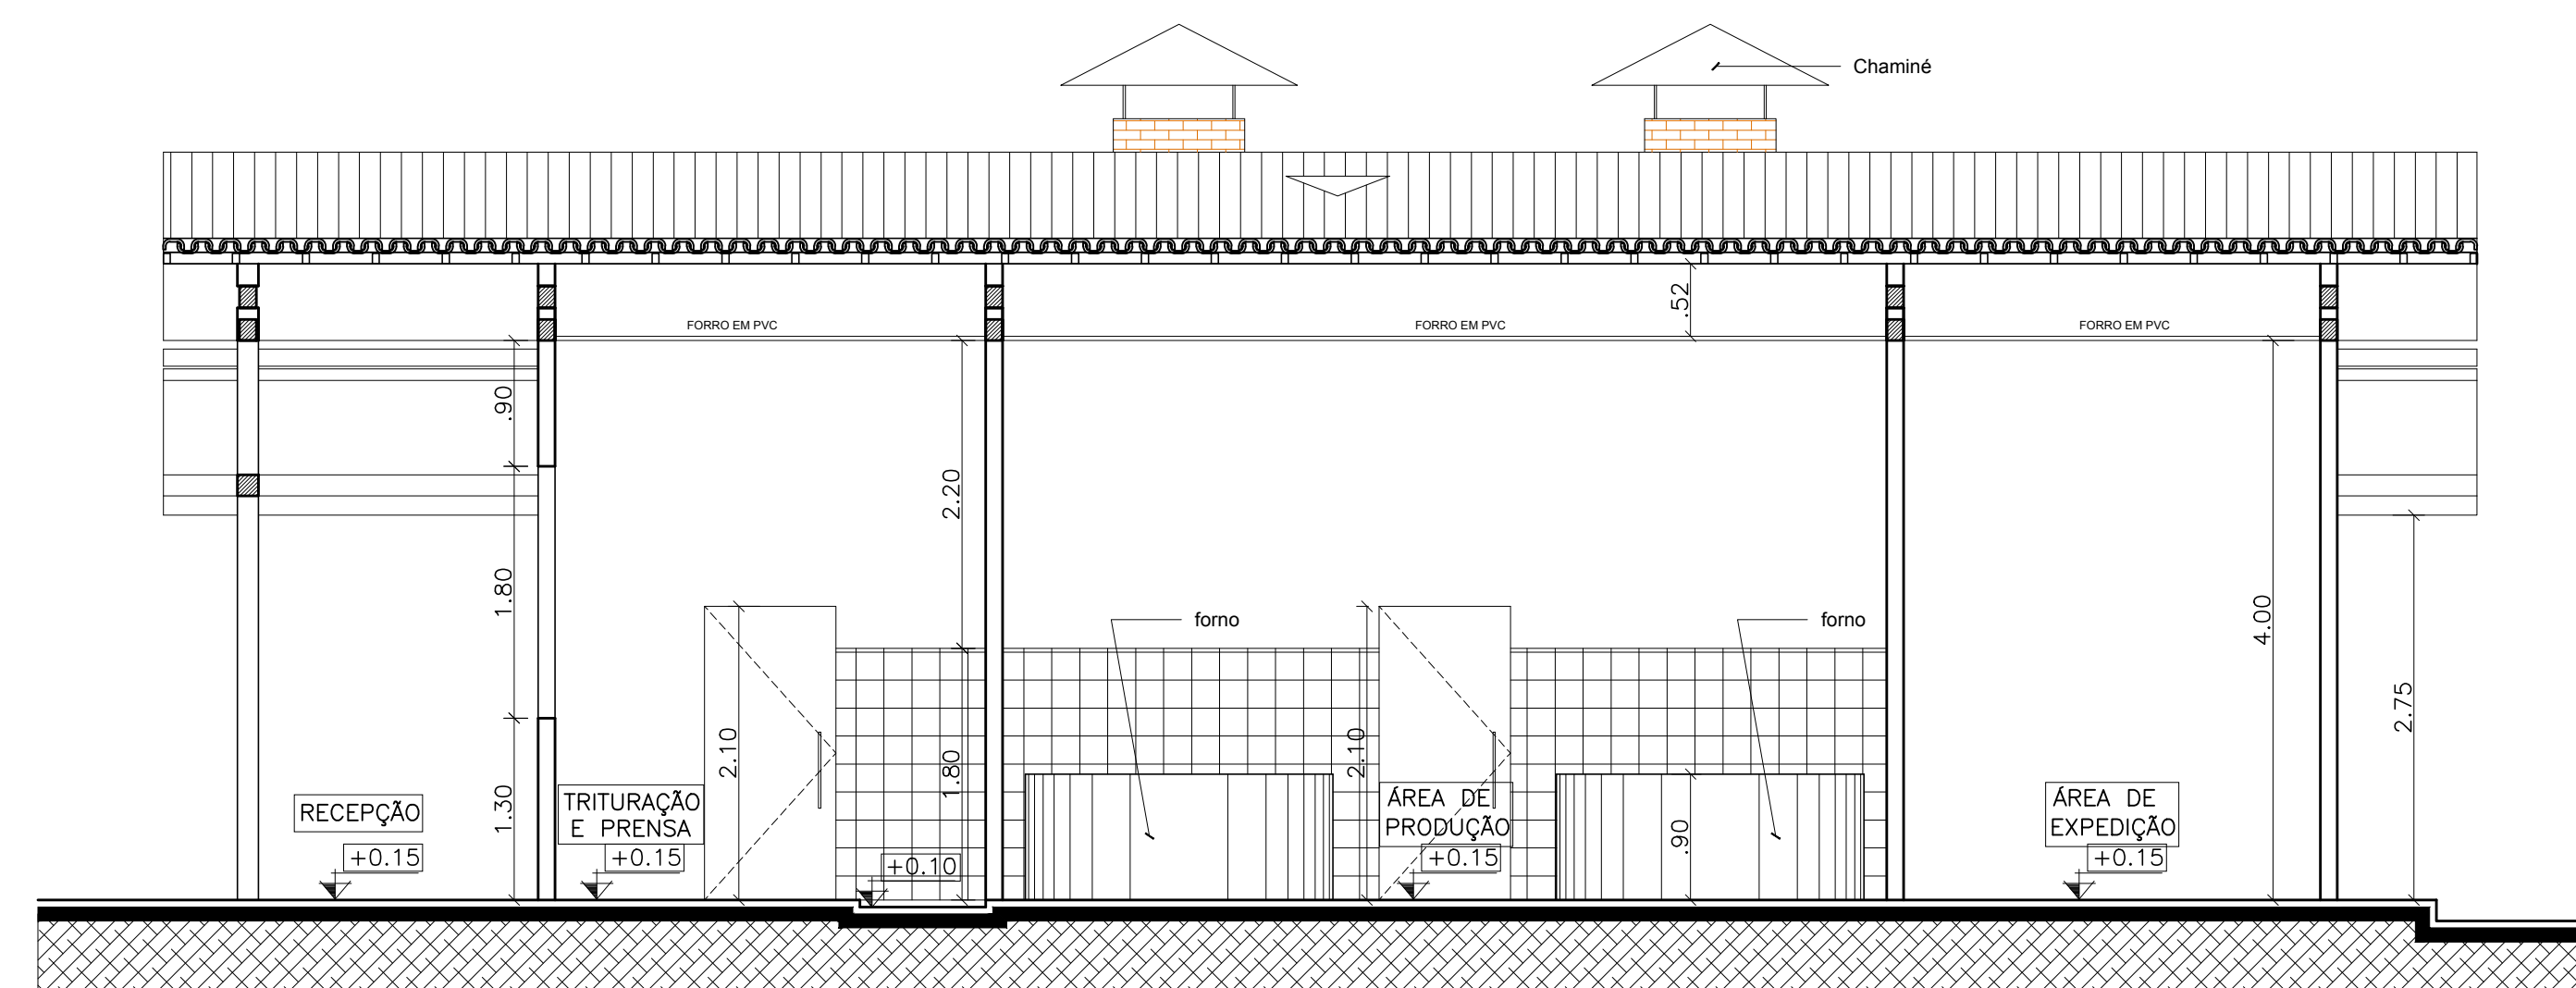 Chaminé
.52
FORRO EM PVC
FORRO EM PVC
FORRO EM PVC
.90
2.20
1.80
4.00
forno
forno
2.75
2.10
1.80
2.10
1.30
.90
RECEPÇÃO
+0.15
TRITURAÇÃO
E PRENSA
+0.15
+0.10
ÁREA DE
PRODUÇÃO
+0.15
ÁREA DE
EXPEDIÇÃO
+0.15